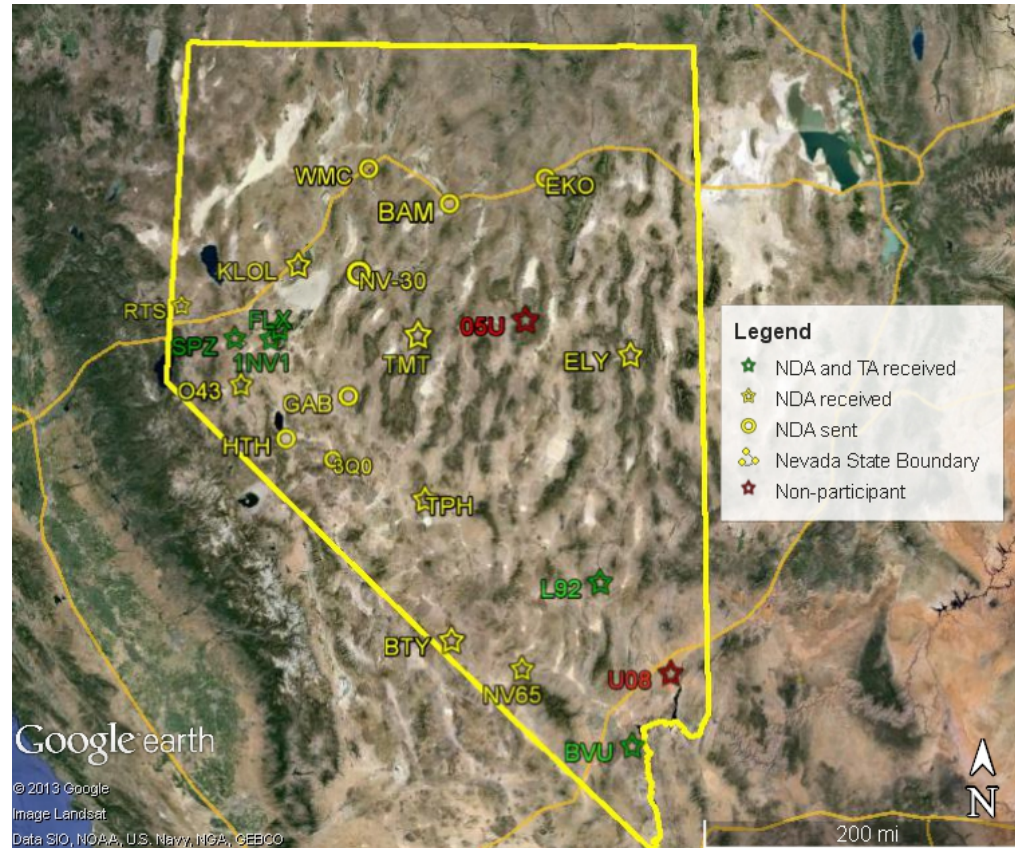 WMC
EKO
BAM
KLOL
NV-30
RTS
FLX
05U
SPZ
1NV1
TMT
ELY
O43
GAB
HTH
3Q0
TPH
L92
BTY
NV65
U08
BVU
Legend
NDA and TA received
NDA received
NDA sent
Nevada State Boundary
Non-participant
Google earth
© 2013 Google
Image Landsat
Data SIO, NOAA, U.S. Navy, NGA, GEBCO
N
200 mi